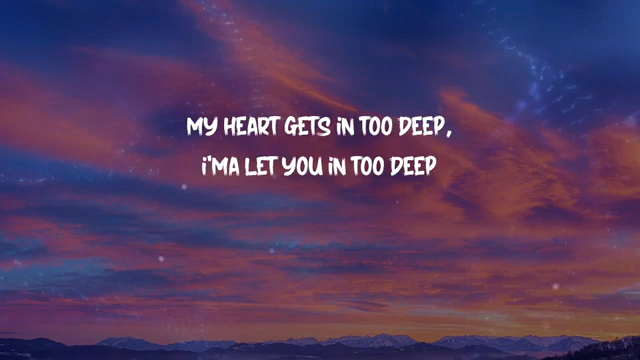 MY HEART GETS iN TOO DEEP,
i'MA LET YOU iN TOO DEEP